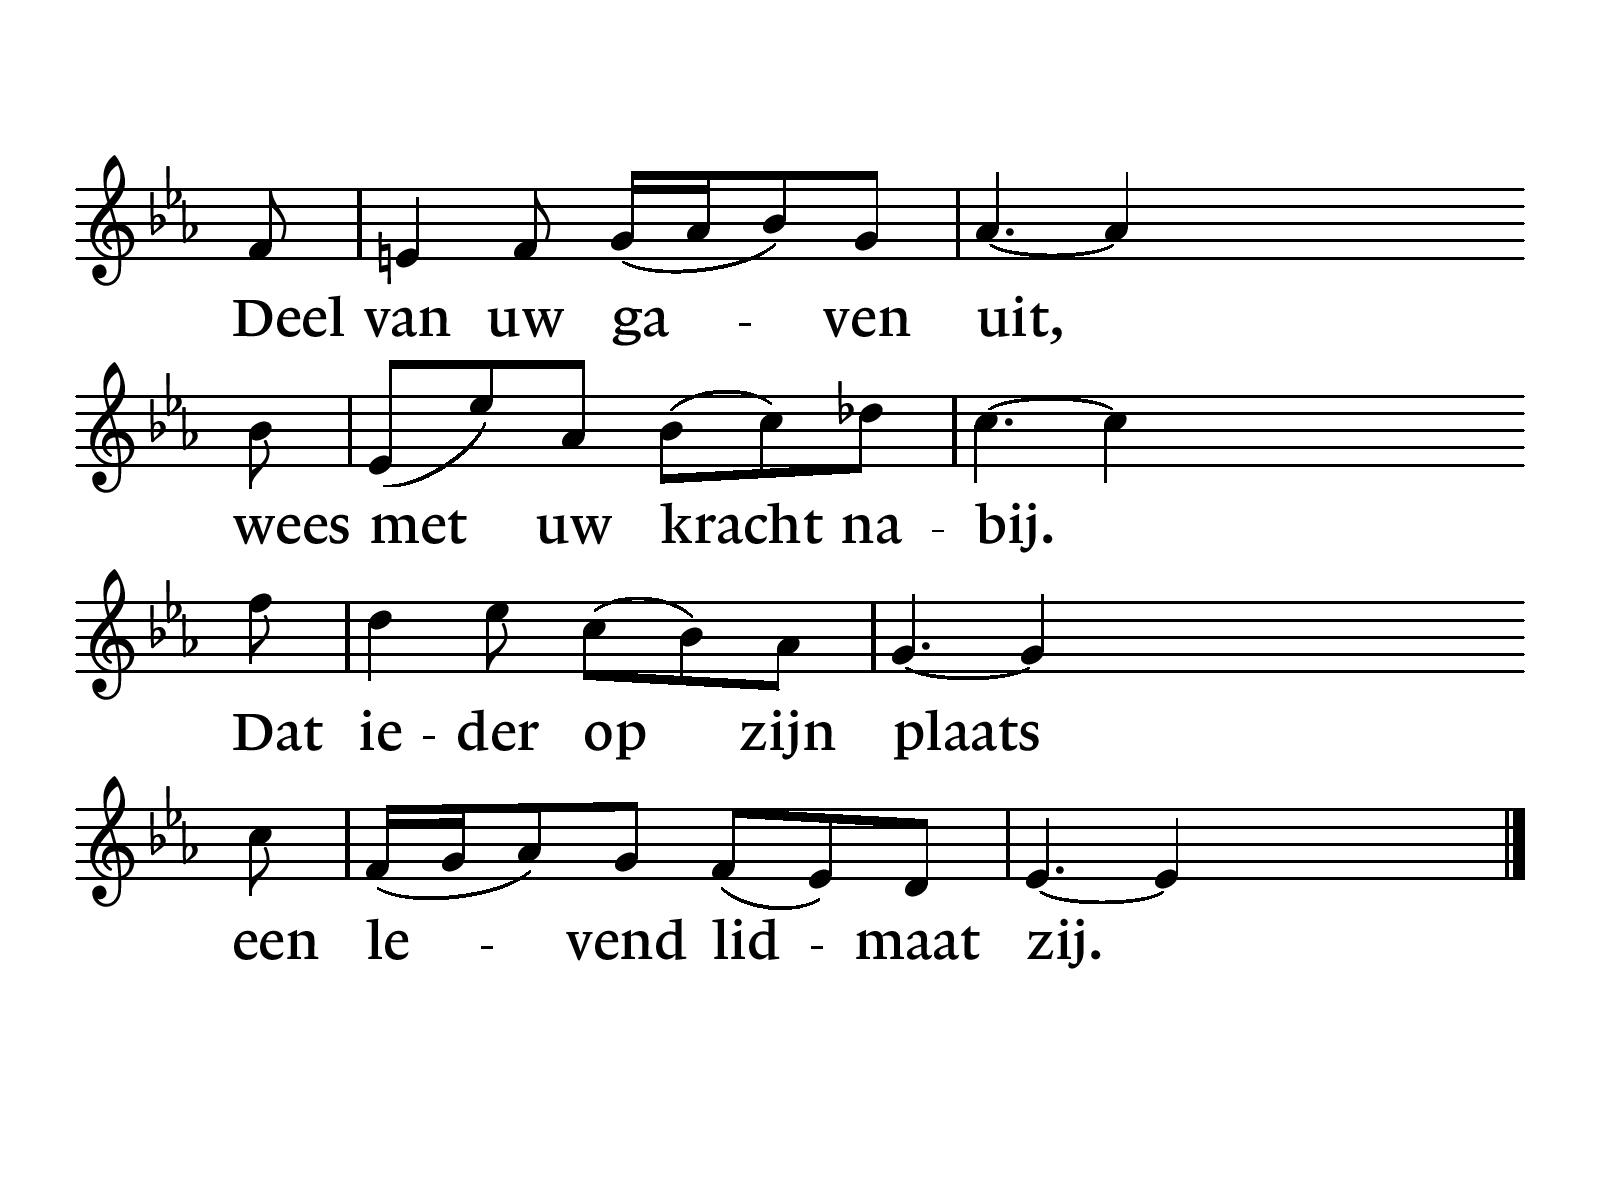 Deel van uw ga - ven uit,
wees met uw kracht na - bij.
Dat ie - der op zijn plaats
een le - vend lid - maat zij.